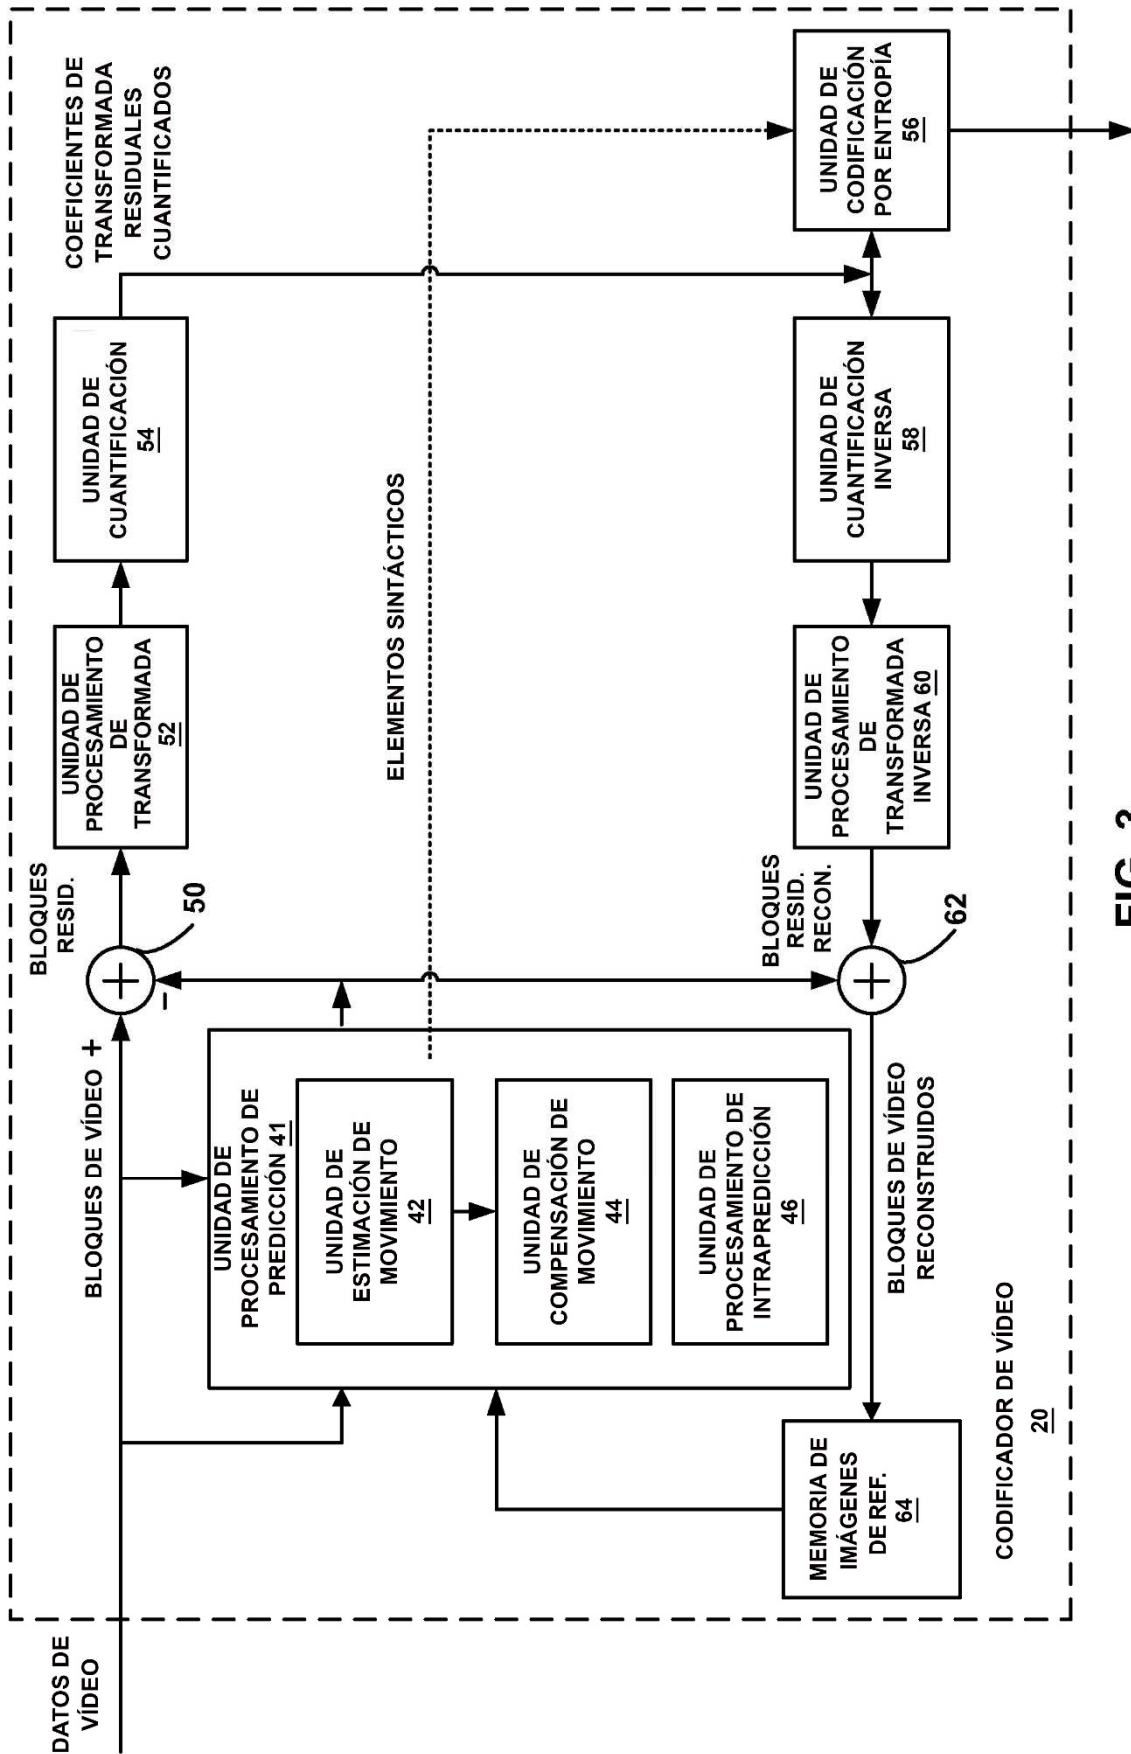 DATOS DE
VÍDEO
BLOQUES DE VÍDEO +
-
BLOQUES
RESID.
50
UNIDAD DE
PROCESAMIENTO
DE
TRANSFORMADA
52
UNIDAD DE
CUANTIFICACIÓN
54
COEFICIENTES DE
TRANSFORMADA
RESIDUALES
CUANTIFICADOS
UNIDAD DE
PROCESAMIENTO DE
PREDICCIÓN 41
UNIDAD DE
ESTIMACIÓN DE
MOVIMIENTO
42
UNIDAD DE
COMPENSACIÓN DE
MOVIMIENTO
44
UNIDAD DE
PROCESAMIENTO DE
INTRAPREDICCIÓN
46
ELEMENTOS SINTÁCTICOS
MEMORIA DE
IMÁGENES
DE REF.
64
BLOQUES DE VÍDEO
RECONSTRUIDOS
62
BLOQUES
RESID.
RECON.
UNIDAD DE
PROCESAMIENTO
DE
TRANSFORMADA
INVERSA 60
UNIDAD DE
CUANTIFICACIÓN
INVERSA
58
UNIDAD DE
CODIFICACIÓN
POR ENTROPÍA
56
CODIFICADOR DE VÍDEO
20
FIG. 3